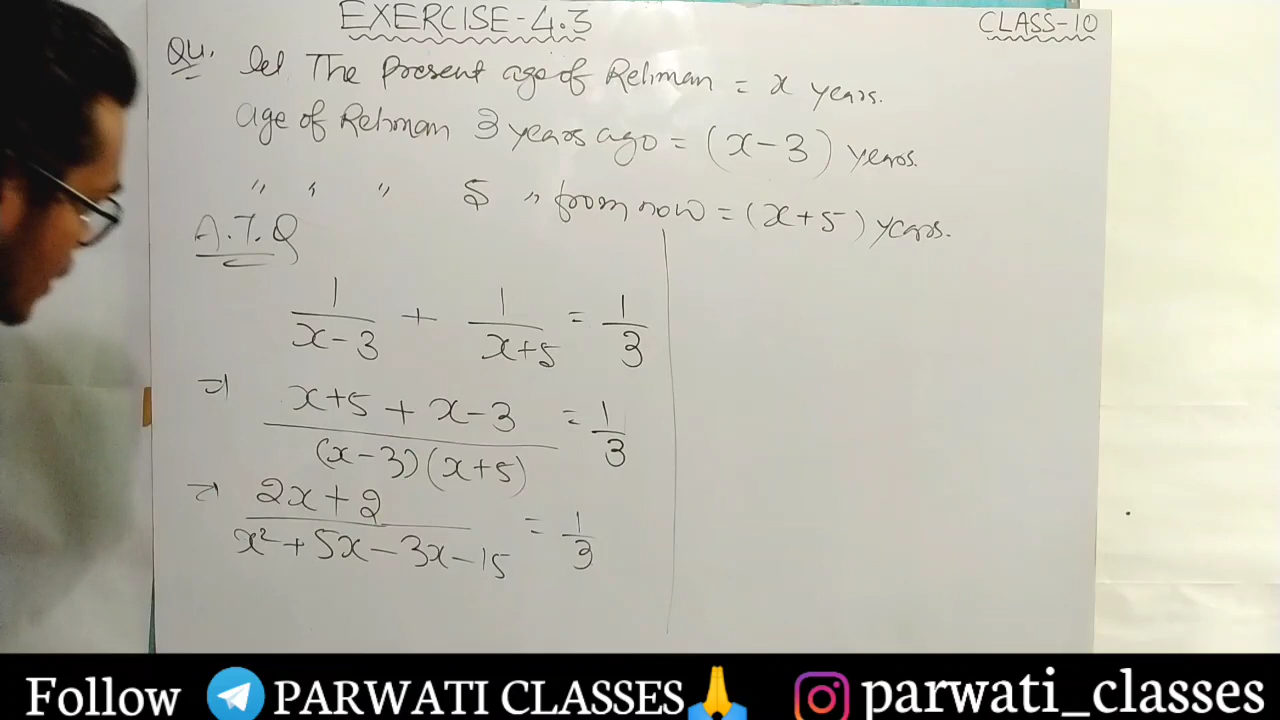 EXERCISE-4.3
CLASS-10
Q4. let The Present age of Rehman = x years.
age of Rehman 3 years ago = (x-3) years.
" " " 5 " from now = (x+5) years.
A.T.Q
1/(x-3) + 1/(x+5) = 1/3
⇒ (x+5+x-3)/((x-3)(x+5)) = 1/3
⇒ (2x+2)/(x²+5x-3x-15) = 1/3
Follow PARWATI CLASSES🙏 parwati_classes